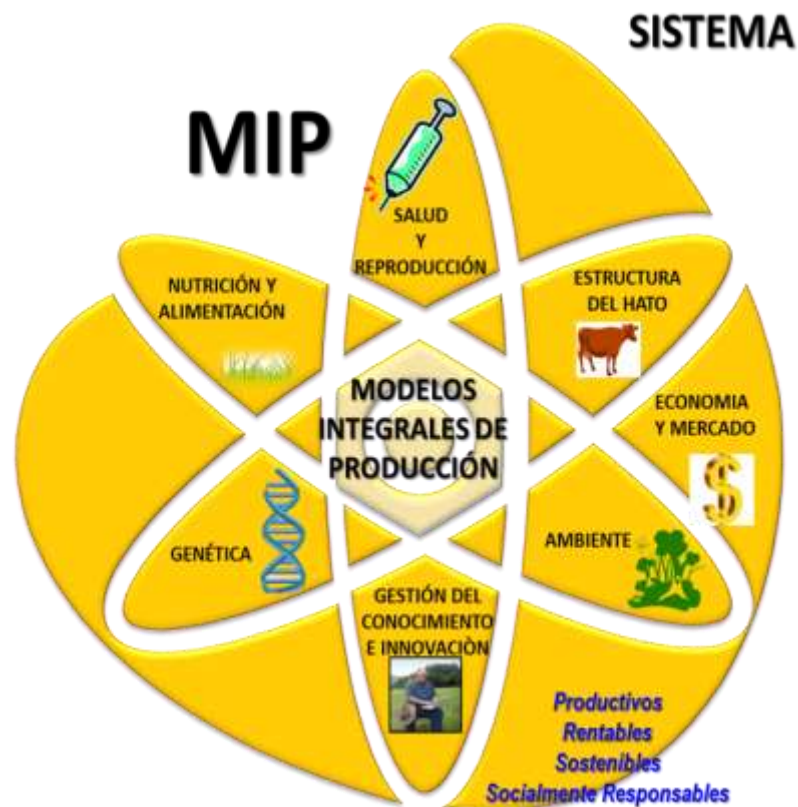 SISTEMA
MIP
SALUD
Y
REPRODUCCIÓN
NUTRICIÓN Y
ALIMENTACIÓN
ESTRUCTURA
DEL HATO
MODELOS
INTEGRALES DE
PRODUCCIÓN
ECONOMIA
Y MERCADO
GENÉTICA
AMBIENTE
GESTIÓN DEL
CONOCIMIENTO
E INNOVACIÒN
Productivos
Rentables
Sostenibles
Socialmente Responsables